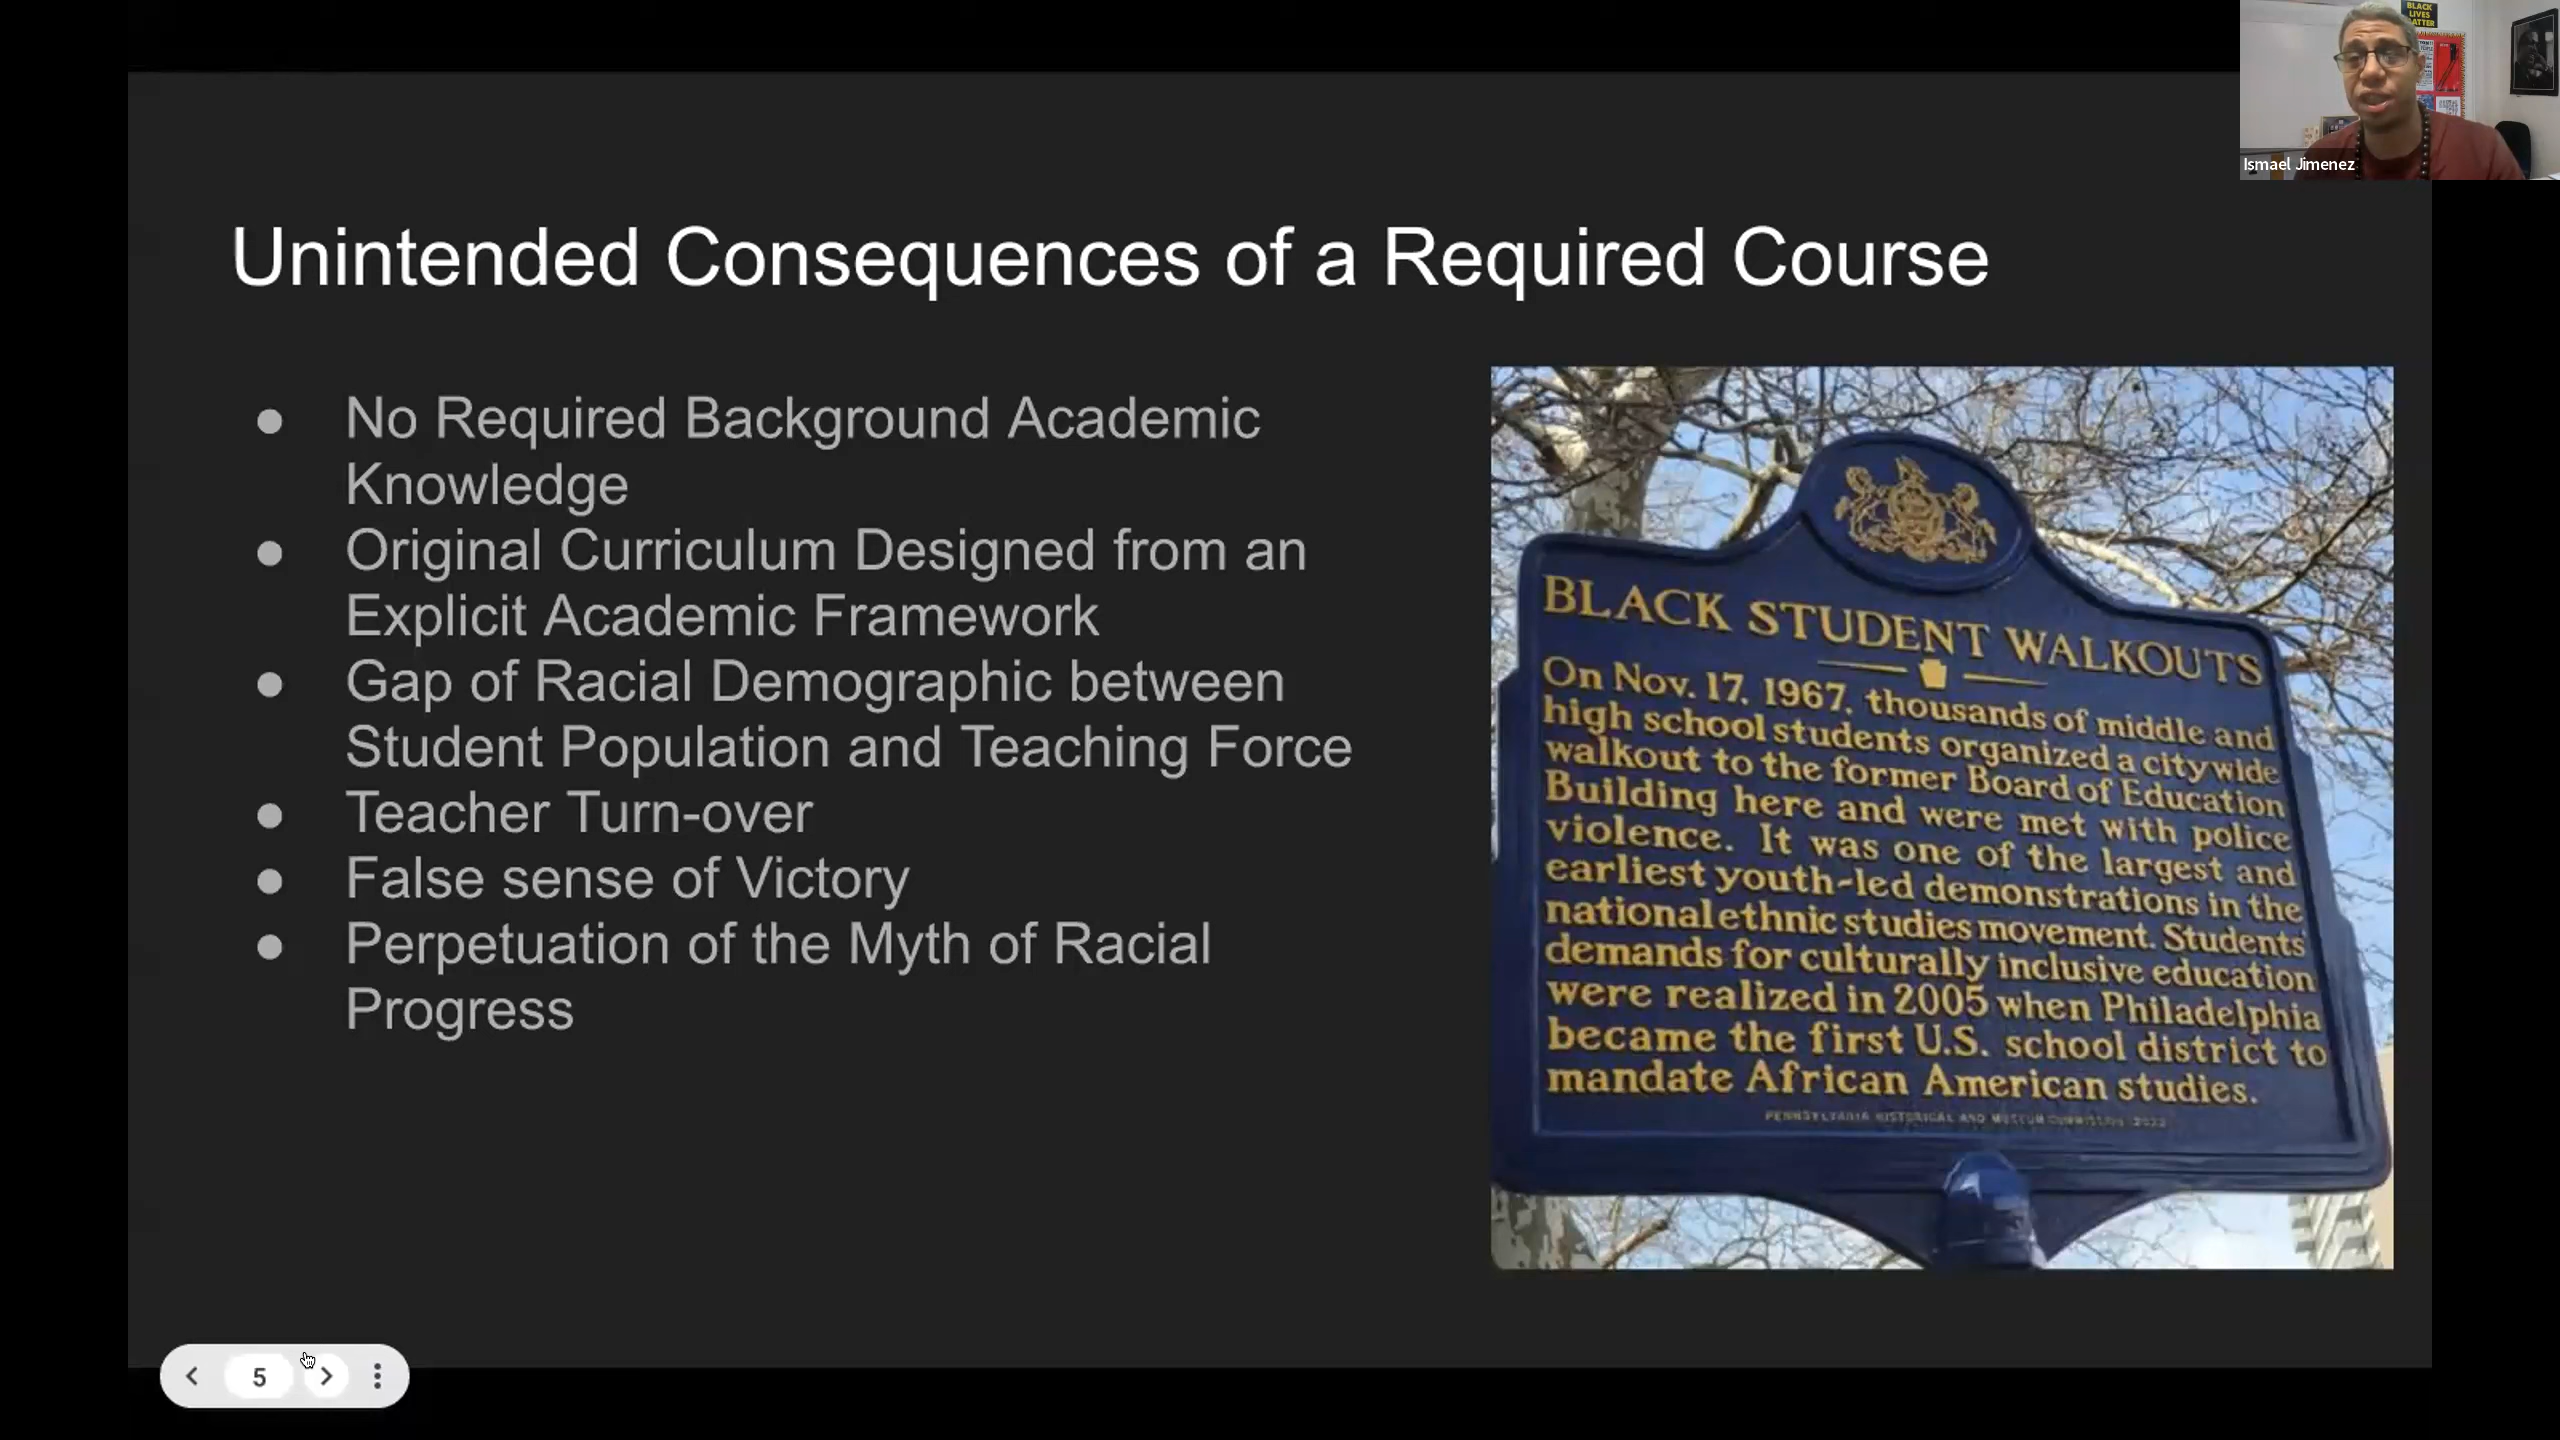 BLACK
LIVES
MATTER
Ismael Jimenez
Unintended Consequences of a Required Course
● No Required Background Academic
Knowledge
● Original Curriculum Designed from an
Explicit Academic Framework
● Gap of Racial Demographic between
Student Population and Teaching Force
● Teacher Turn-over
● False sense of Victory
● Perpetuation of the Myth of Racial
Progress
BLACK STUDENT WALKOUTS
On Nov. 17, 1967, thousands of middle and
high school students organized a citywide
walkout to the former Board of Education
Building here and were met with police
violence. It was one of the largest and
earliest youth-led demonstrations in the
national ethnic studies movement. Students'
demands for culturally inclusive education
were realized in 2005 when Philadelphia
became the first U.S. school district to
mandate African American studies.
PENNSYLVANIA HISTORICAL AND MUSEUM COMMISSION 2022
5